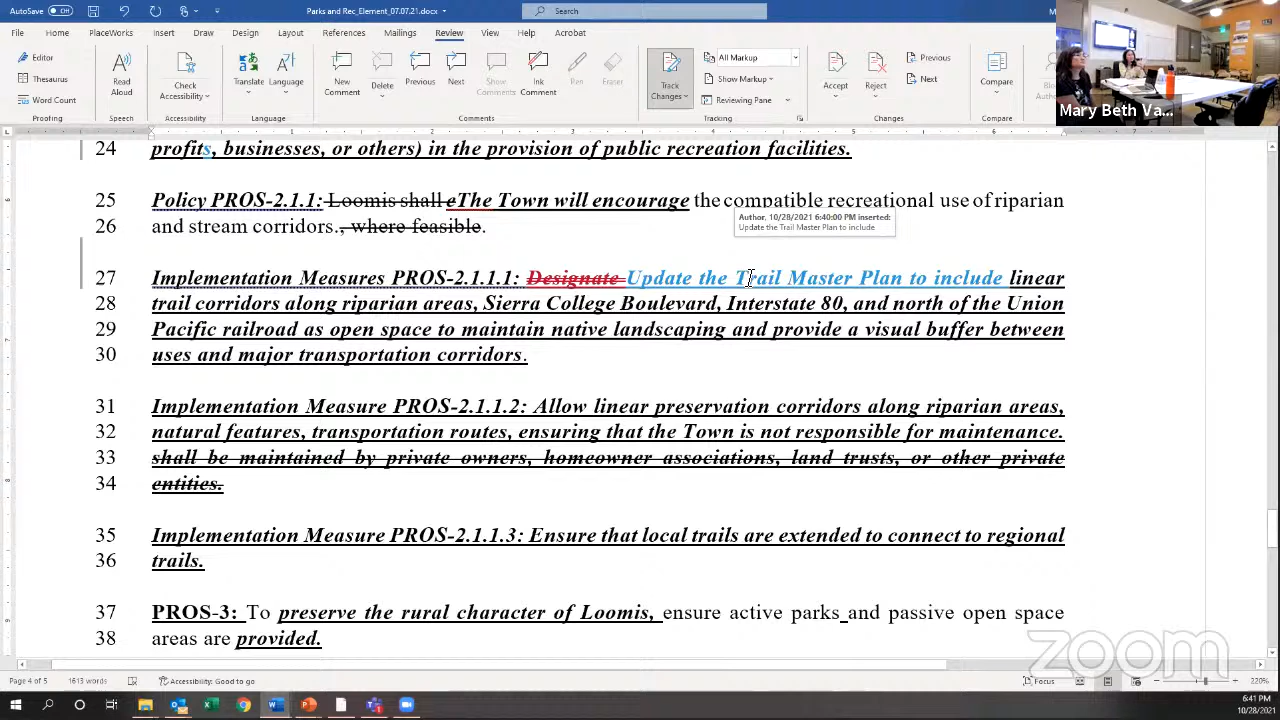 AutoSave Off Parks and Rec_Element_07.07.21.docx Search
File Home PlaceWorks Insert Draw Design Layout References Mailings Review View Help Acrobat
Editor
Thesaurus
Word Count
Proofing
Read Aloud
Speech
Check Accessibility
Accessibility
Translate Language
Language
New Comment Delete Previous Next Show Comments Ink Comment Pen Eraser
Comments
Track Changes
All Markup
Show Markup
Reviewing Pane
Tracking
Accept Reject
Previous
Next
Changes
Compare
Compare
Mary Beth Va...
24 profits, businesses, or others) in the provision of public recreation facilities.
25 Policy PROS-2.1.1: Loomis shall eThe Town will encourage the compatible recreational use of riparian
26 and stream corridors., where feasible.
Author, 10/28/2021 6:40:00 PM inserted:
Update the Trail Master Plan to include
27 Implementation Measures PROS-2.1.1.1: Designate Update the Trail Master Plan to include linear
28 trail corridors along riparian areas, Sierra College Boulevard, Interstate 80, and north of the Union
29 Pacific railroad as open space to maintain native landscaping and provide a visual buffer between
30 uses and major transportation corridors.
31 Implementation Measure PROS-2.1.1.2: Allow linear preservation corridors along riparian areas,
32 natural features, transportation routes, ensuring that the Town is not responsible for maintenance.
33 shall be maintained by private owners, homeowner associations, land trusts, or other private
34 entities.
35 Implementation Measure PROS-2.1.1.3: Ensure that local trails are extended to connect to regional
36 trails.
37 PROS-3: To preserve the rural character of Loomis, ensure active parks and passive open space
38 areas are provided.
zoom
Page 4 of 5 1613 words Accessibility: Good to go Focus 220%
6:41 PM
10/28/2021